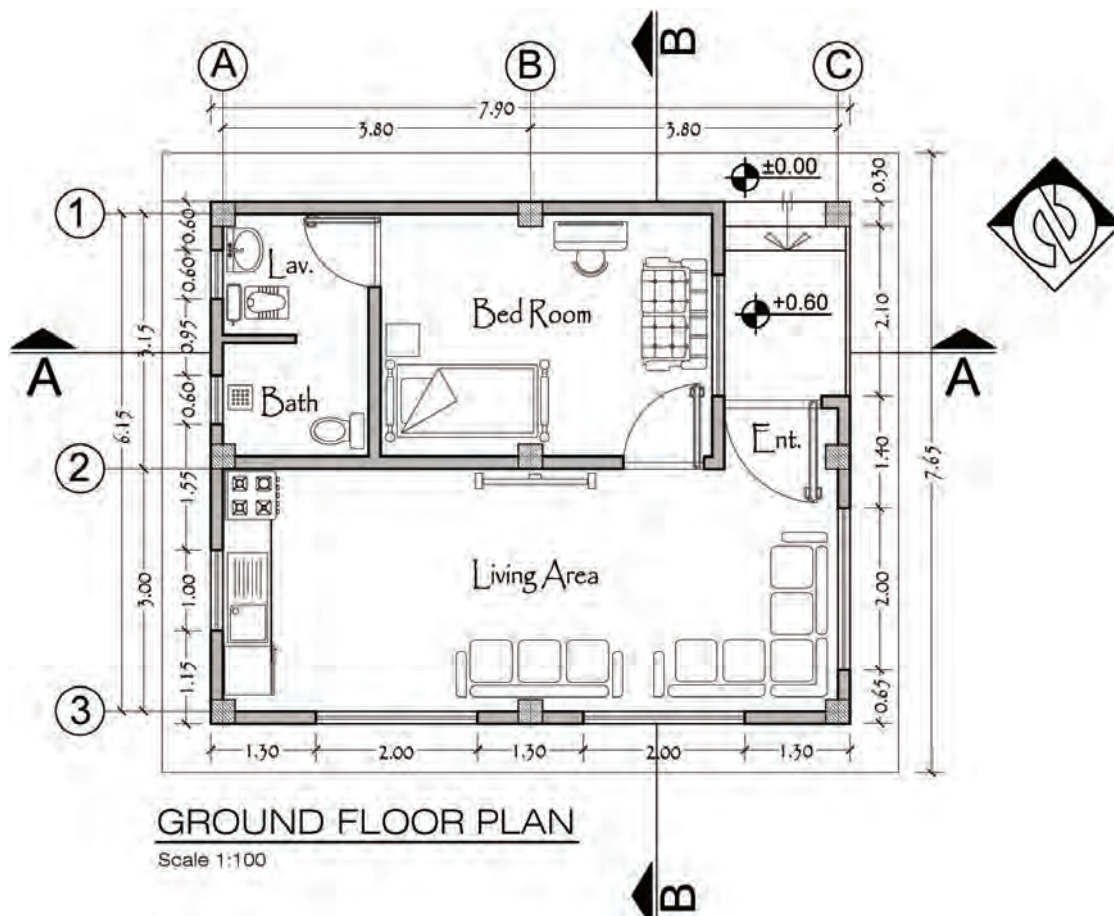 B
A
B
C
7.90
3.80
3.80
±0.00
0.30
1
0.60
Lav.
0.60
Bed Room
+0.60
2.10
3.15
0.95
A
A
6.15
0.60
Bath
Ent.
1.40
7.65
2
1.55
Living Area
3.00
1.00
2.00
1.15
0.65
3
1.30
2.00
1.30
2.00
1.30
GROUND FLOOR PLAN
Scale 1:100
B